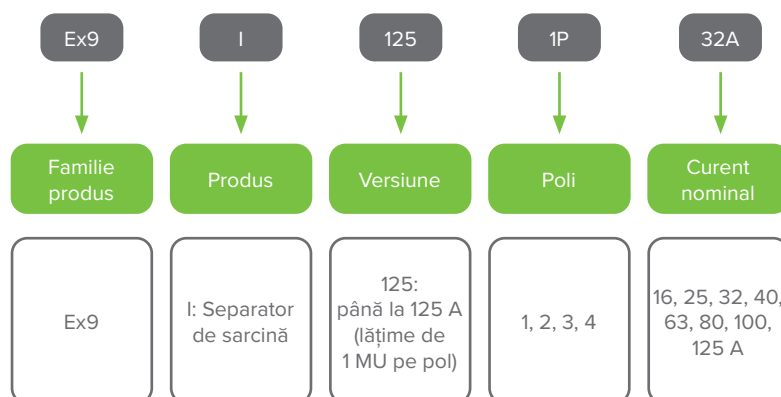 Ex9
I
125
1P
32A
Familie
produs
Produs
Versiune
Poli
Curent
nominal
Ex9
I: Separator
de sarcină
125:
până la 125 A
(lățime de
1 MU pe pol)
1, 2, 3, 4
16, 25, 32, 40,
63, 80, 100,
125 A